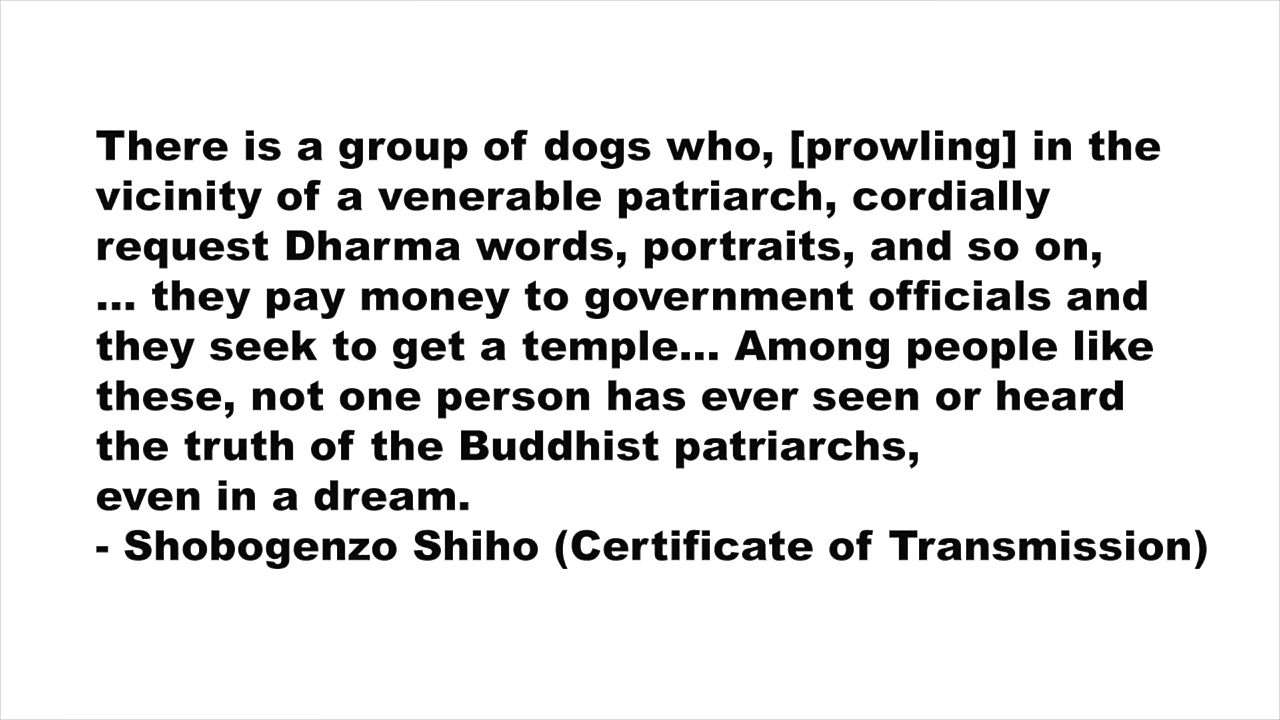 There is a group of dogs who, [prowling] in the
vicinity of a venerable patriarch, cordially
request Dharma words, portraits, and so on,
... they pay money to government officials and
they seek to get a temple... Among people like
these, not one person has ever seen or heard
the truth of the Buddhist patriarchs,
even in a dream.
- Shobogenzo Shiho (Certificate of Transmission)